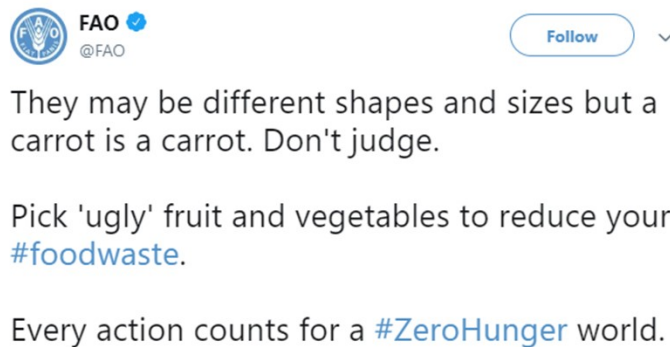 FAO
@FAO
Follow
They may be different shapes and sizes but a
carrot is a carrot. Don't judge.
Pick 'ugly' fruit and vegetables to reduce your
#foodwaste.
Every action counts for a #ZeroHunger world.